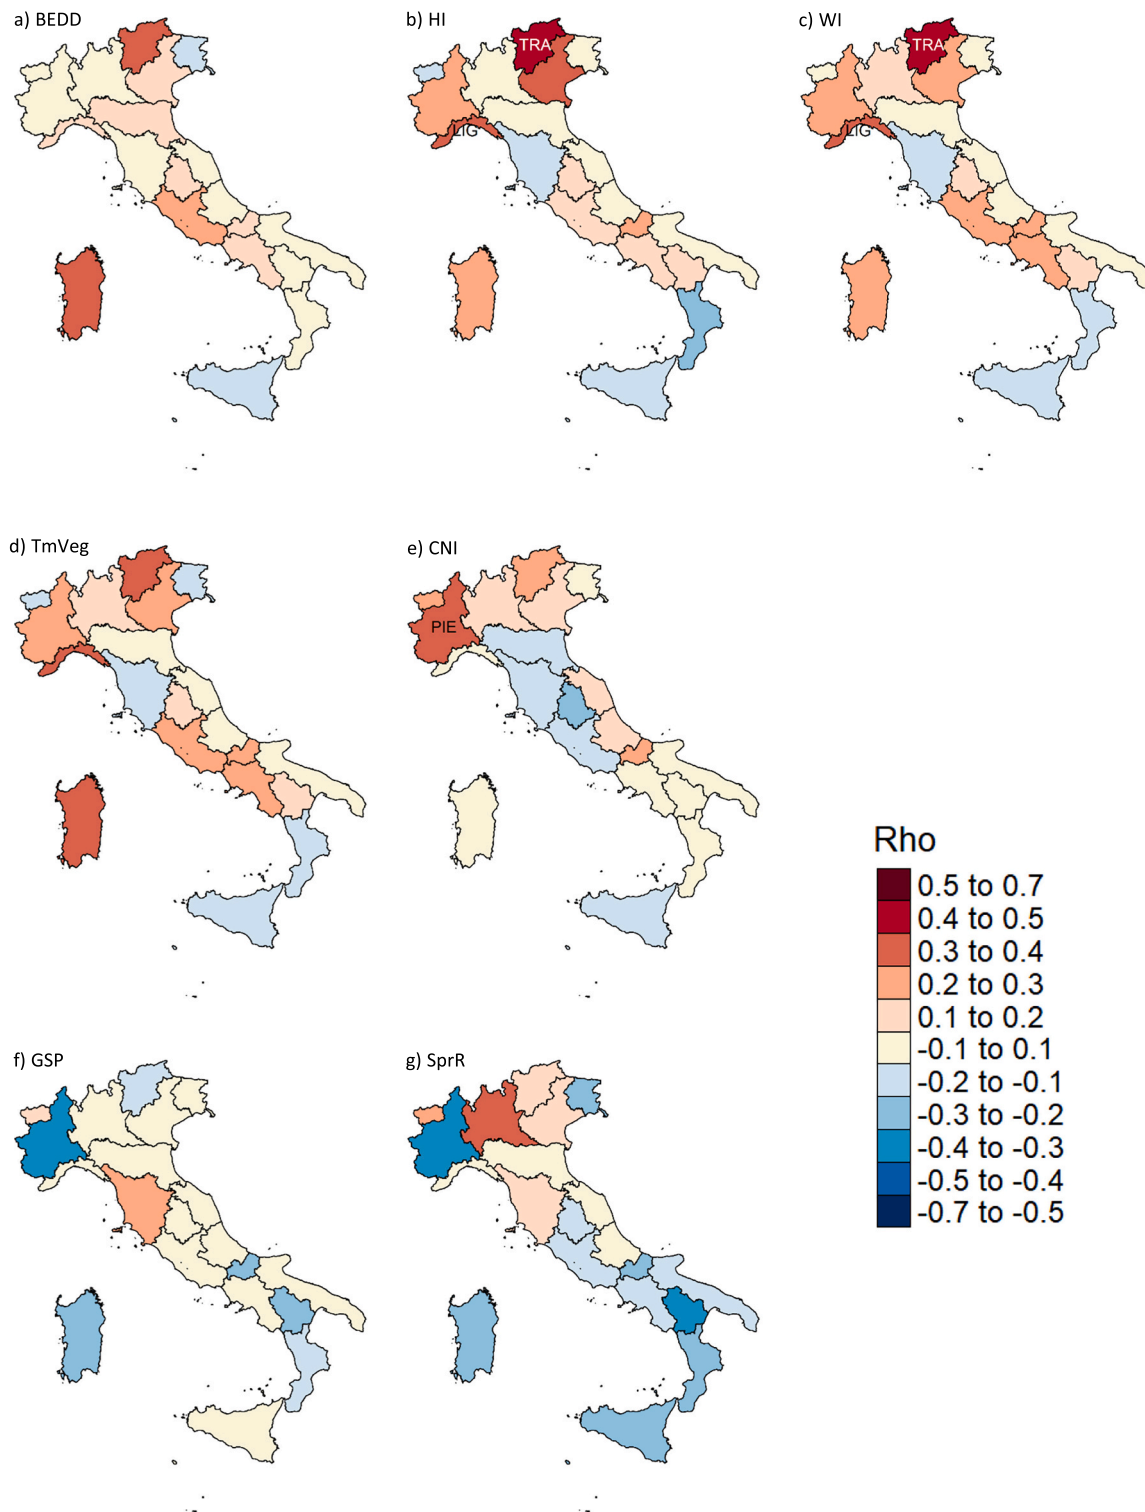 a) BEDD
b) HI
c) WI
TRA
TRA
LIG
LIG
d) TmVeg
e) CNI
PIE
Rho
0.5 to 0.7
0.4 to 0.5
0.3 to 0.4
0.2 to 0.3
0.1 to 0.2
-0.1 to 0.1
-0.2 to -0.1
-0.3 to -0.2
-0.4 to -0.3
-0.5 to -0.4
-0.7 to -0.5
f) GSP
g) SprR